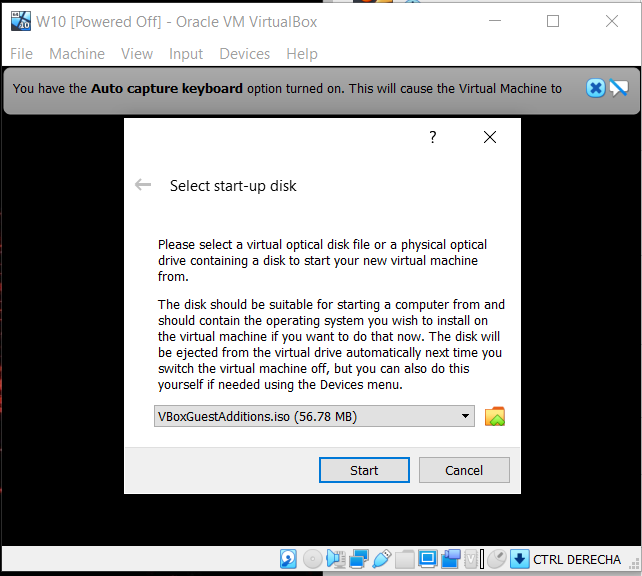 W10 [Powered Off] - Oracle VM VirtualBox
File Machine View Input Devices Help
You have the Auto capture keyboard option turned on. This will cause the Virtual Machine to
?
Select start-up disk
Please select a virtual optical disk file or a physical optical
drive containing a disk to start your new virtual machine
from.
The disk should be suitable for starting a computer from and
should contain the operating system you wish to install on
the virtual machine if you want to do that now. The disk will
be ejected from the virtual drive automatically next time you
switch the virtual machine off, but you can also do this
yourself if needed using the Devices menu.
VBoxGuestAdditions.iso (56.78 MB)
Start Cancel
CTRL DERECHA